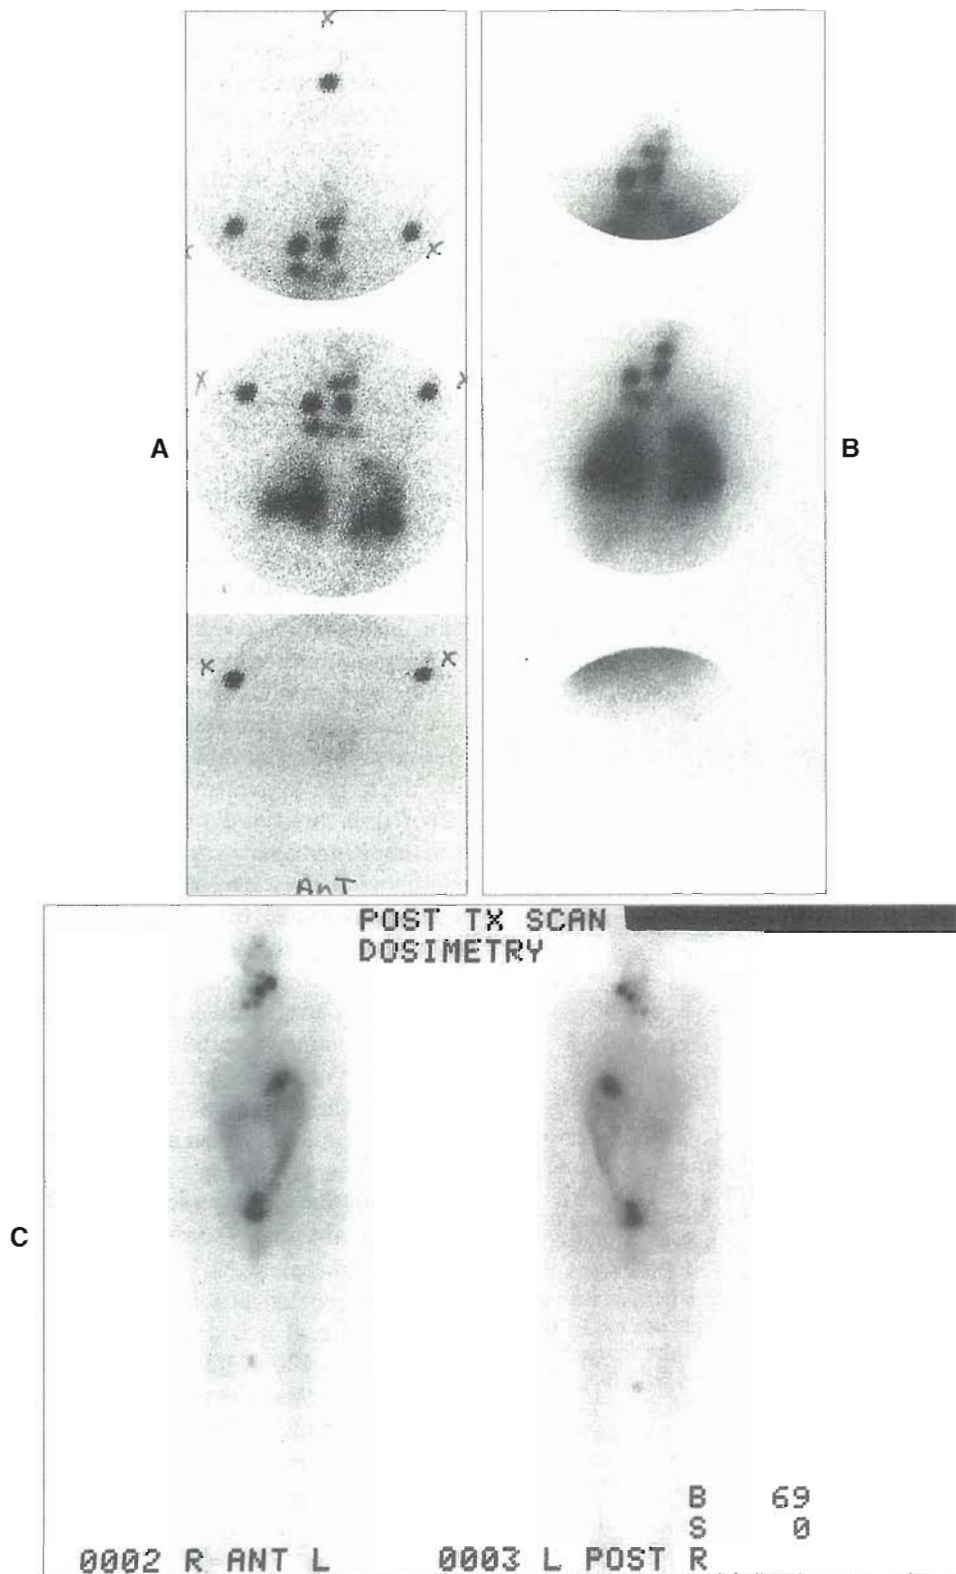 x
x
x
A
x
x
B
x
x
AnT
POST TX SCAN
DOSIMETRY
C
B 69
S 0
0002 R ANT L
0003 L POST R